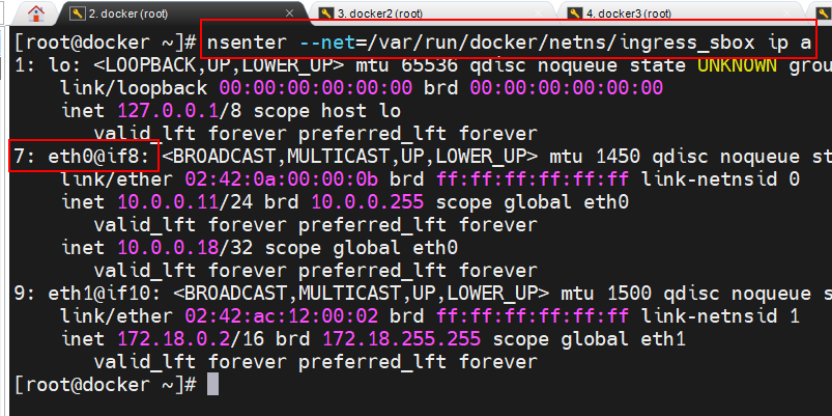 2. docker (root)
3. docker2 (root)
4. docker3 (root)
[root@docker ~]# nsenter --net=/var/run/docker/netns/ingress_sbox ip a
1: lo: <LOOPBACK,UP,LOWER_UP> mtu 65536 qdisc noqueue state UNKNOWN grou
link/loopback 00:00:00:00:00:00 brd 00:00:00:00:00:00
inet 127.0.0.1/8 scope host lo
valid_lft forever preferred_lft forever
7: eth0@if8: <BROADCAST,MULTICAST,UP,LOWER_UP> mtu 1450 qdisc noqueue st
link/ether 02:42:0a:00:00:0b brd ff:ff:ff:ff:ff:ff link-netnsid 0
inet 10.0.0.11/24 brd 10.0.0.255 scope global eth0
valid_lft forever preferred_lft forever
inet 10.0.0.18/32 scope global eth0
valid_lft forever preferred_lft forever
9: eth1@if10: <BROADCAST,MULTICAST,UP,LOWER_UP> mtu 1500 qdisc noqueue s
link/ether 02:42:ac:12:00:02 brd ff:ff:ff:ff:ff:ff link-netnsid 1
inet 172.18.0.2/16 brd 172.18.255.255 scope global eth1
valid_lft forever preferred_lft forever
[root@docker ~]#